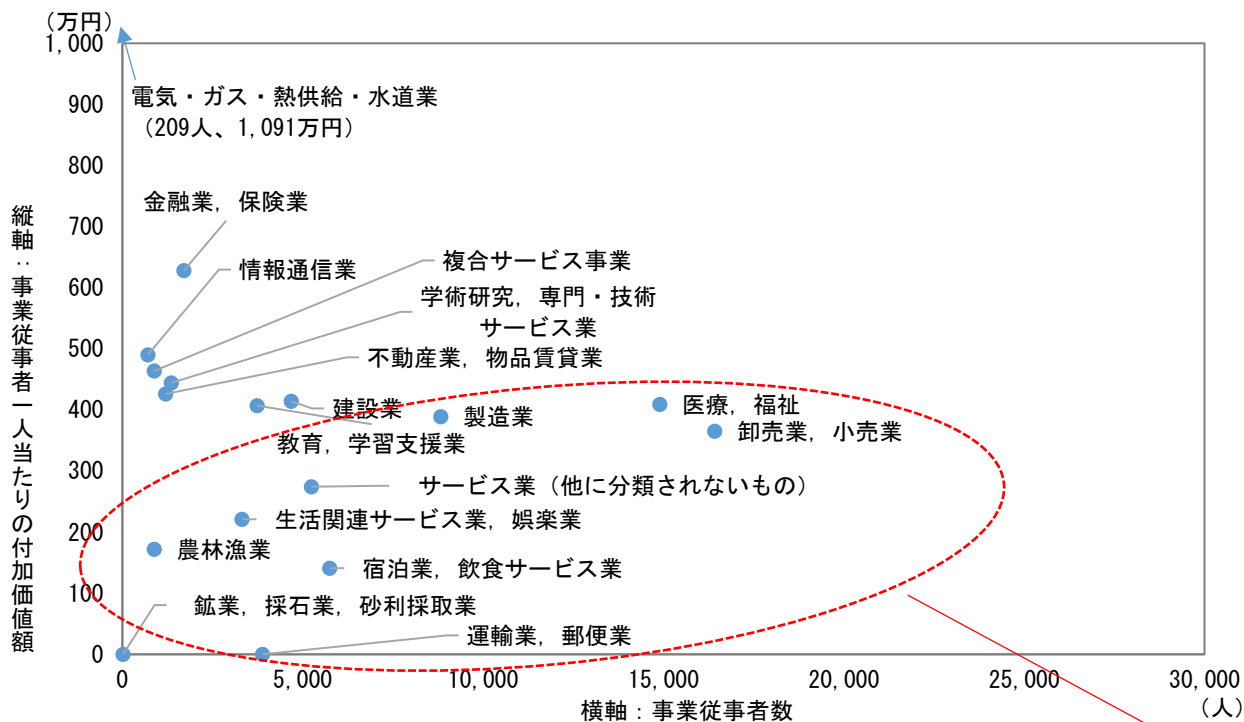 (万円)
1,000
900
800
700
600
500
400
300
200
100
0
縦軸：事業従事者一人当たりの付加価値額
電気・ガス・熱供給・水道業
（209人、1,091万円）
金融業，保険業
情報通信業
複合サービス事業
学術研究，専門・技術
サービス業
不動産業，物品賃貸業
建設業
製造業
医療，福祉
卸売業，小売業
教育，学習支援業
サービス業（他に分類されないもの）
生活関連サービス業，娯楽業
農林漁業
宿泊業，飲食サービス業
鉱業，採石業，砂利採取業
運輸業，郵便業
0
5,000
10,000
15,000
20,000
25,000
30,000
(人)
横軸：事業従事者数